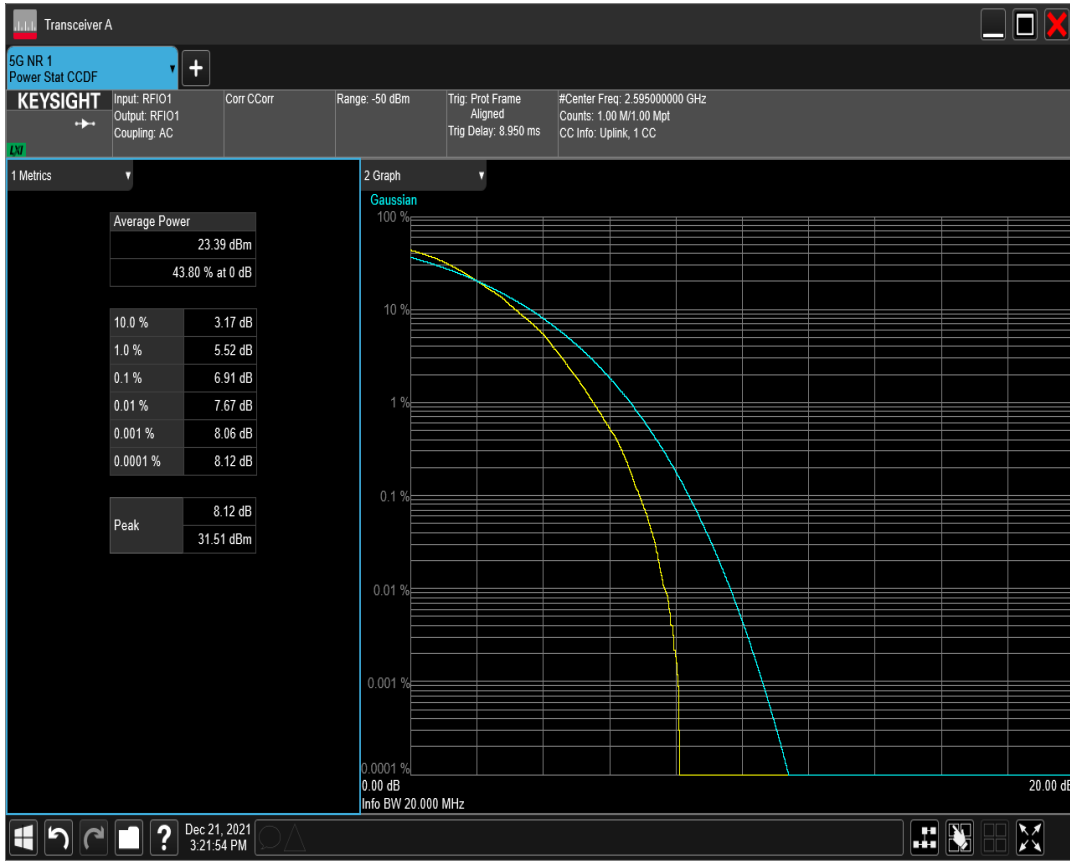 Transceiver A
5G NR 1
Power Stat CCDF
KEYSIGHT
LXI
Input: RFIO1
Output: RFIO1
Coupling: AC
Corr CCorr
Range: -50 dBm
Trig: Prot Frame
Aligned
Trig Delay: 8.950 ms
#Center Freq: 2.595000000 GHz
Counts: 1.00 M/1.00 Mpt
CC Info: Uplink, 1 CC
1 Metrics
Average Power
23.39 dBm
43.80 % at 0 dB
10.0 % 3.17 dB
1.0 % 5.52 dB
0.1 % 6.91 dB
0.01 % 7.67 dB
0.001 % 8.06 dB
0.0001 % 8.12 dB
Peak 8.12 dB
31.51 dBm
2 Graph
Gaussian
100 %
10 %
1 %
0.1 %
0.01 %
0.001 %
0.0001 %
0.00 dB 20.00 dB
Info BW 20.000 MHz
Dec 21, 2021
3:21:54 PM